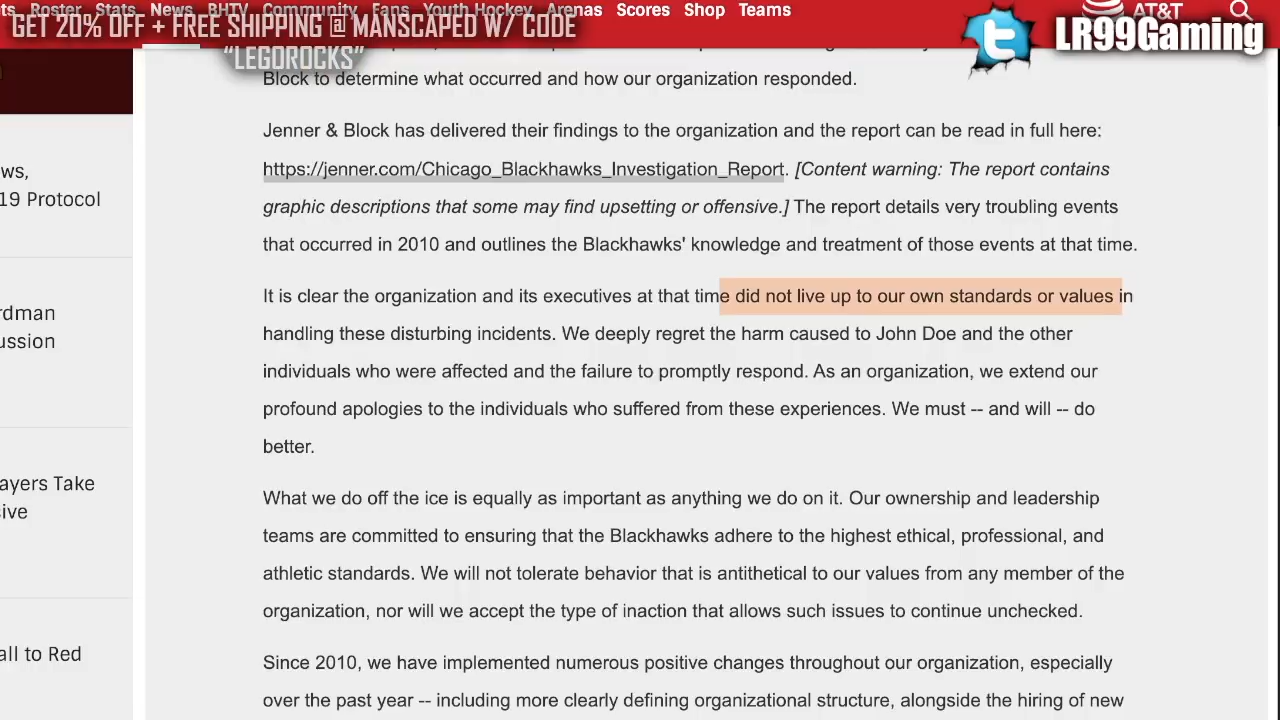 ts Roster Stats News BHTV Community Fans Youth Hockey Arenas Scores Shop Teams
AT&T
GET 20% OFF + FREE SHIPPING @ MANSCAPED W/ CODE
"LEGOROCKS"
LR99Gaming
Block to determine what occurred and how our organization responded.
Jenner & Block has delivered their findings to the organization and the report can be read in full here:
https://jenner.com/Chicago_Blackhawks_Investigation_Report. [Content warning: The report contains
graphic descriptions that some may find upsetting or offensive.] The report details very troubling events
that occurred in 2010 and outlines the Blackhawks' knowledge and treatment of those events at that time.
It is clear the organization and its executives at that time did not live up to our own standards or values in
handling these disturbing incidents. We deeply regret the harm caused to John Doe and the other
individuals who were affected and the failure to promptly respond. As an organization, we extend our
profound apologies to the individuals who suffered from these experiences. We must -- and will -- do
better.
What we do off the ice is equally as important as anything we do on it. Our ownership and leadership
teams are committed to ensuring that the Blackhawks adhere to the highest ethical, professional, and
athletic standards. We will not tolerate behavior that is antithetical to our values from any member of the
organization, nor will we accept the type of inaction that allows such issues to continue unchecked.
Since 2010, we have implemented numerous positive changes throughout our organization, especially
over the past year -- including more clearly defining organizational structure, alongside the hiring of new
ws,
19 Protocol
rdman
ussion
ayers Take
sive
all to Red